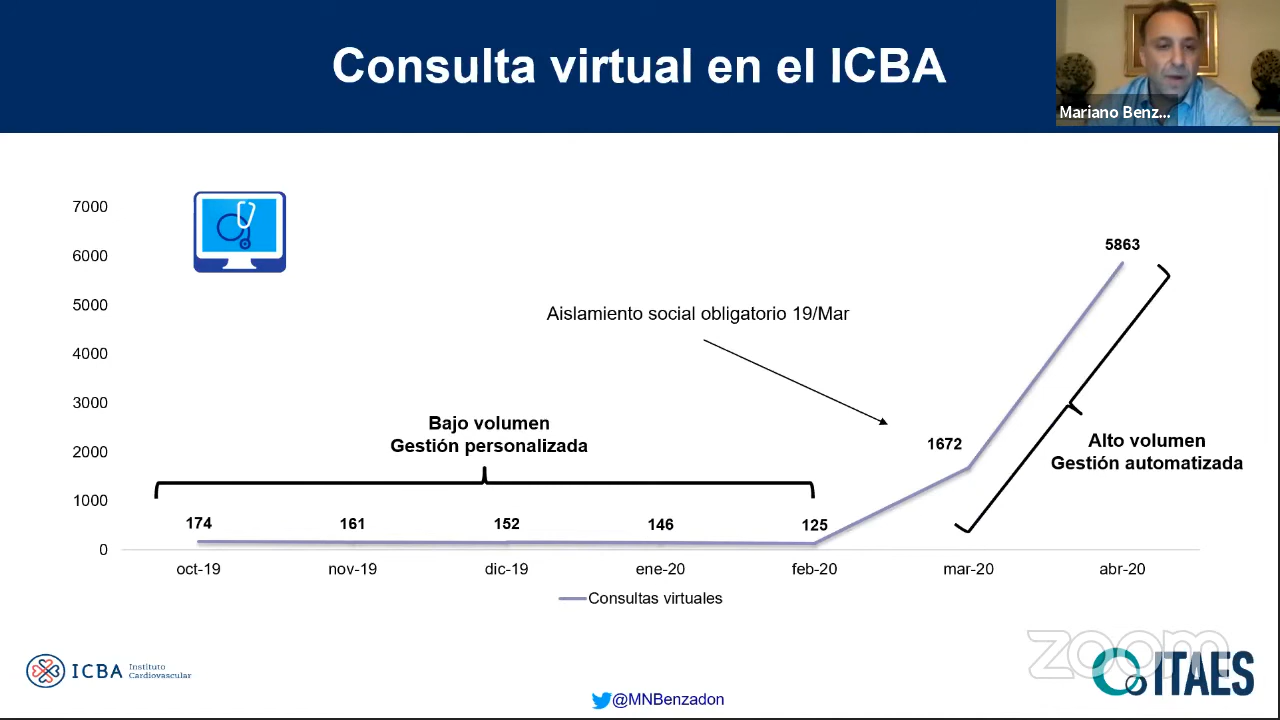 Consulta virtual en el ICBA
Mariano Benz...
7000
6000
5000
4000
3000
2000
1000
0
5863
Aislamiento social obligatorio 19/Mar
Bajo volumen
Gestión personalizada
1672
Alto volumen
Gestión automatizada
174
161
152
146
125
oct-19
nov-19
dic-19
ene-20
feb-20
mar-20
abr-20
Consultas virtuales
zoom
ICBA Instituto
Cardiovascular
ITAES
@MNBenzadon